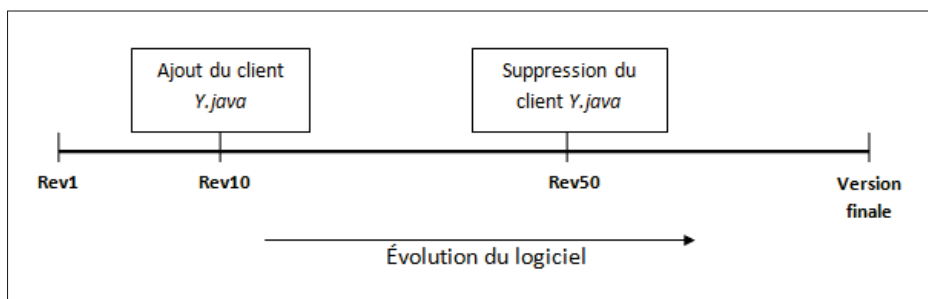 Ajout du client
Y.java
Suppression du
client Y.java
Rev1
Rev10
Rev50
Version
finale
Évolution du logiciel